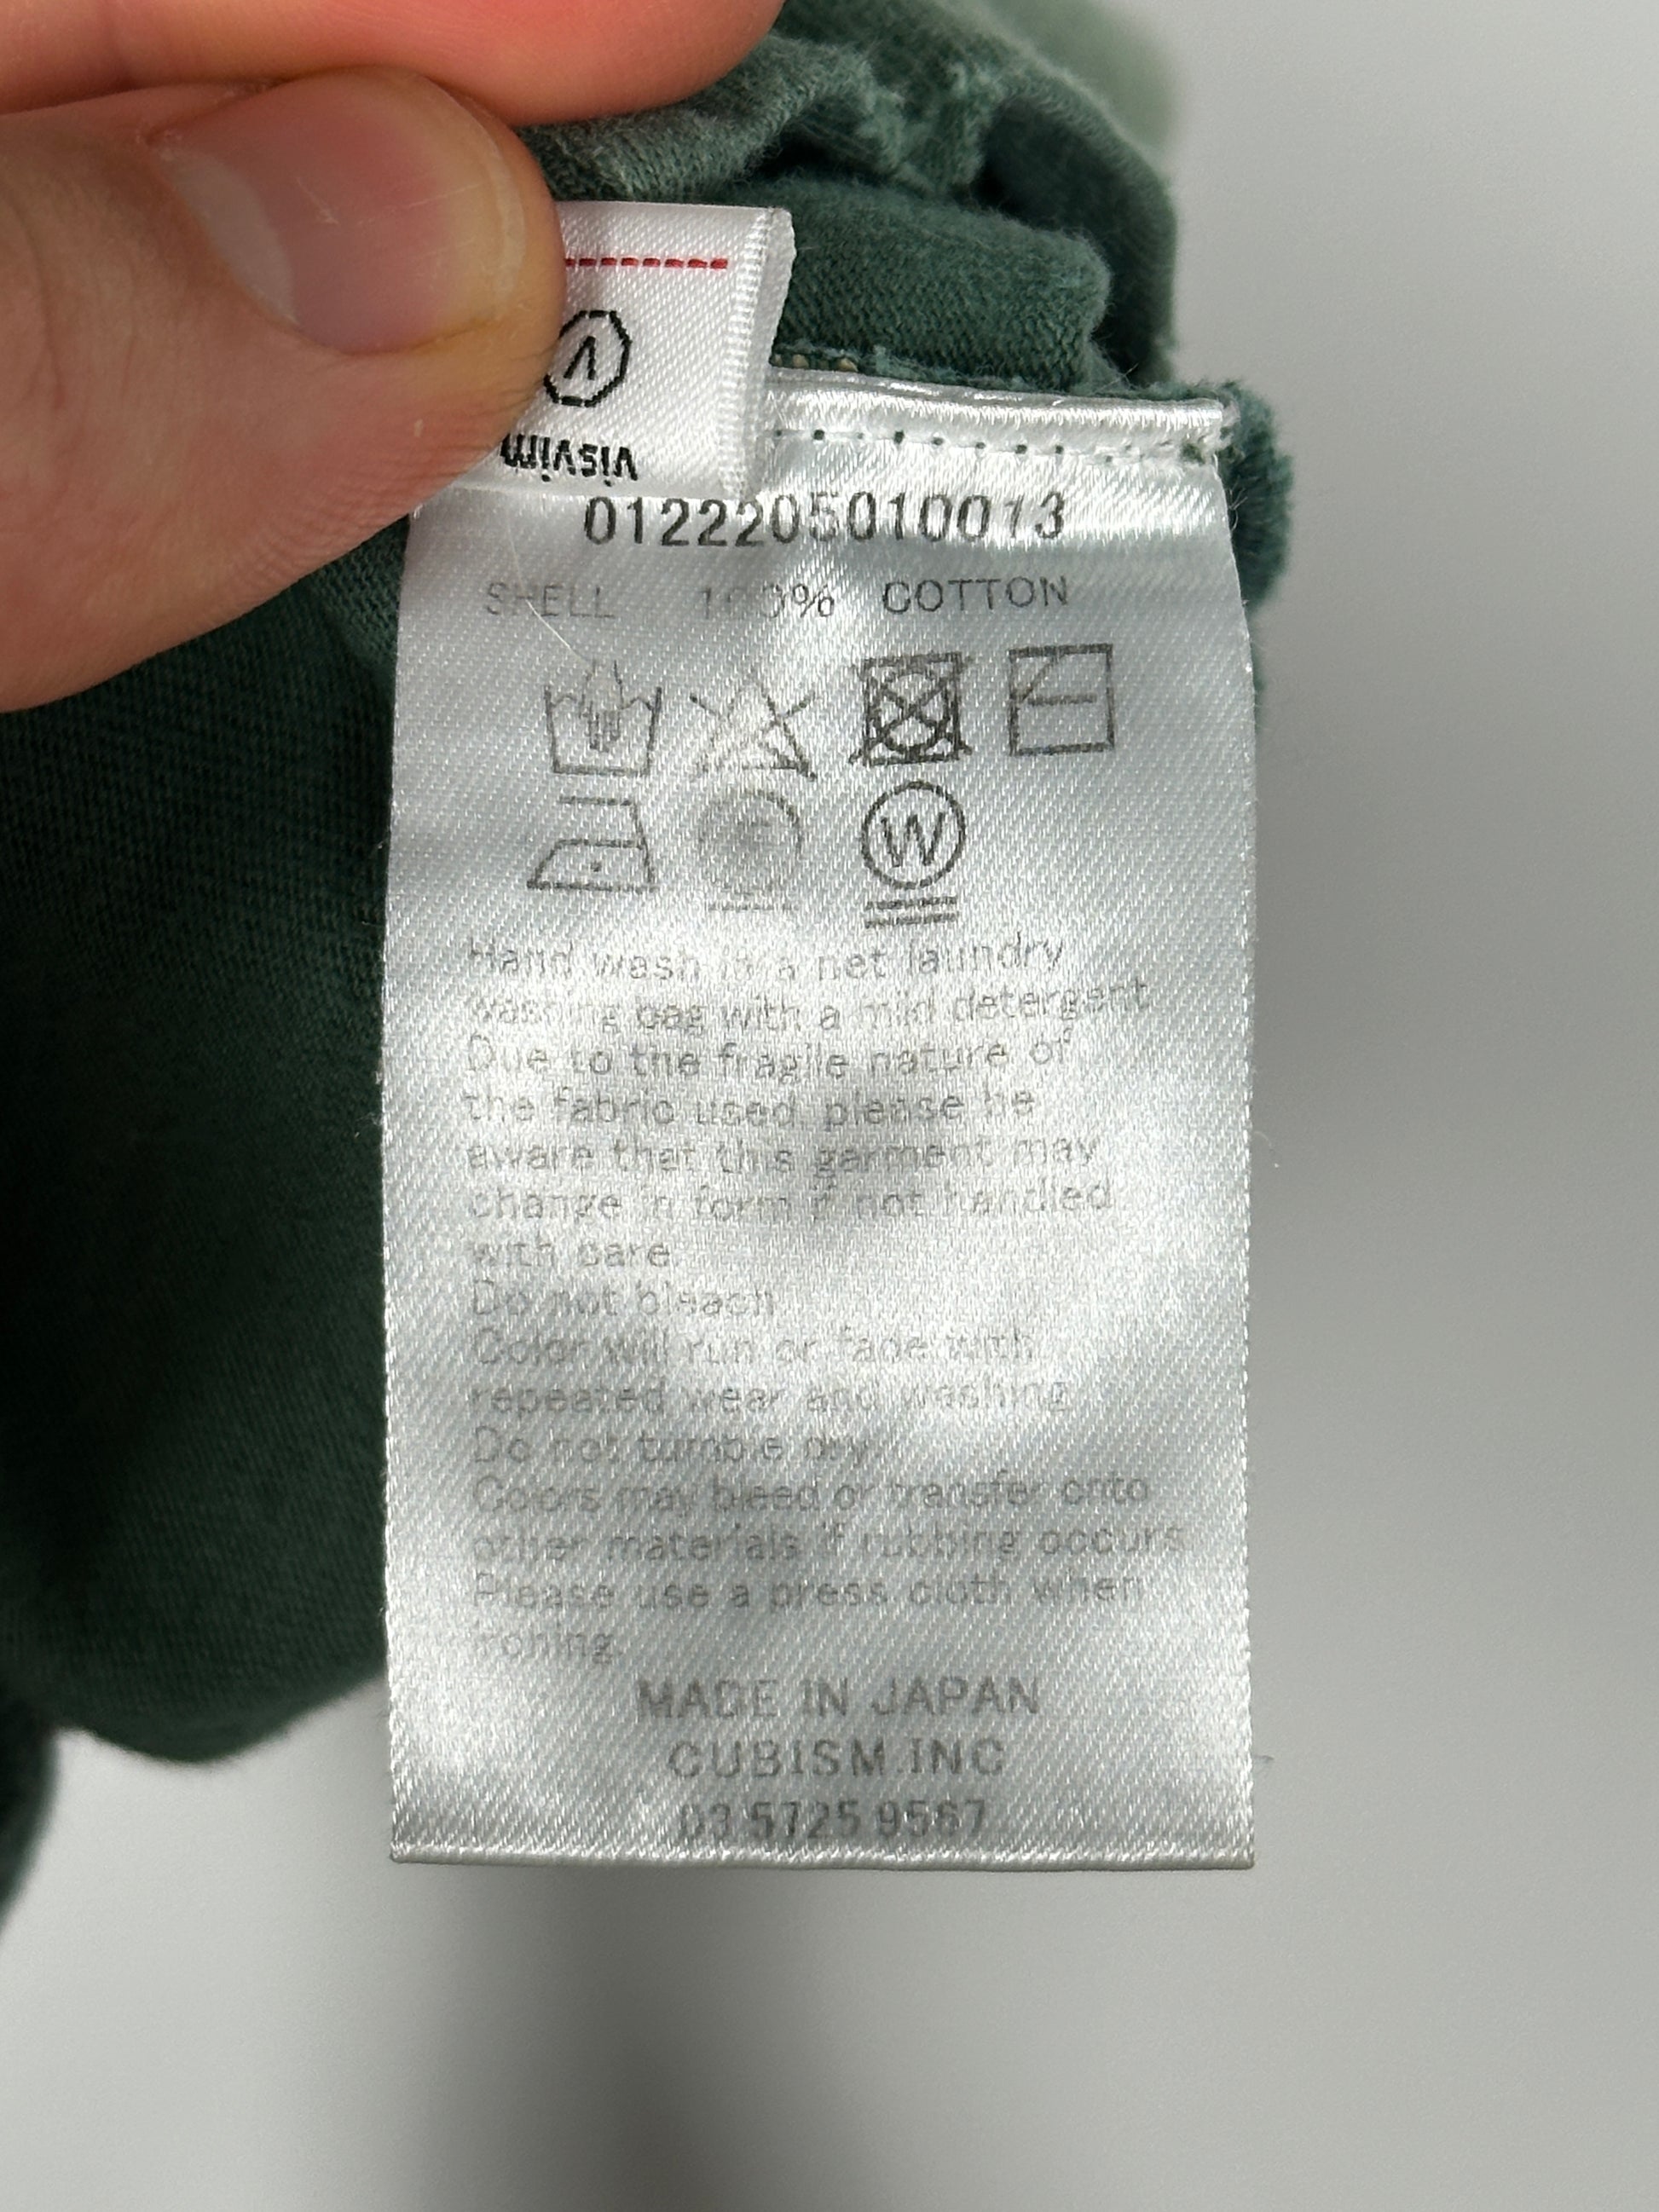 V
visvim
0122205010013
SHELL 100% COTTON
W
Hand wash in a net laundry
washing bag with a mild detergent
Due to the fragile nature of
the fabric used, please be
aware that this garment may
change in form if not handled
with care.
Do not bleach
Color will run or fade with
repeated wear and washing
Do not tumble dry
Colors may bleed or transfer onto
other materials if rubbing occurs
Please use a press cloth when
ironing.
MADE IN JAPAN
CUBISM.INC
03 5725 9567